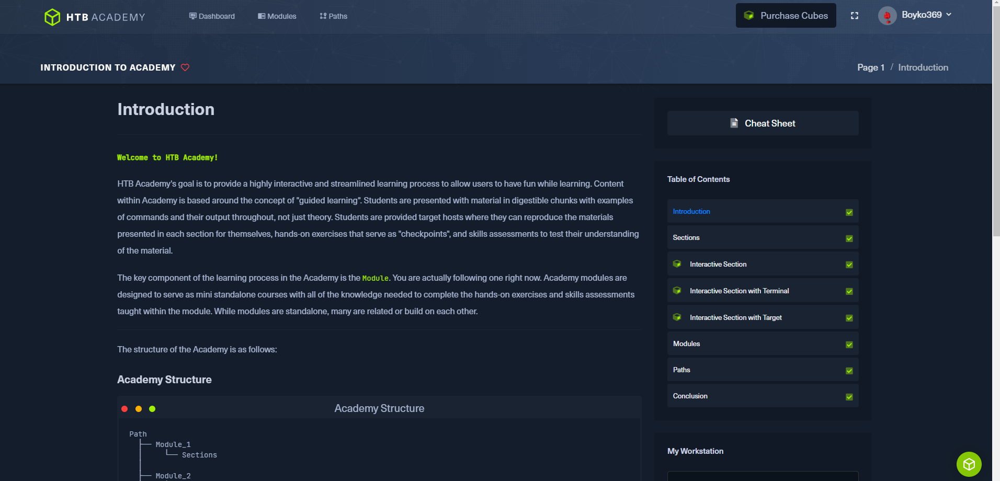 HTB ACADEMY
Dashboard
Modules
Paths
Purchase Cubes
Boyko369
INTRODUCTION TO ACADEMY
Page 1 / Introduction
Introduction
Welcome to HTB Academy!
HTB Academy's goal is to provide a highly interactive and streamlined learning process to allow users to have fun while learning. Content
within Academy is based around the concept of "guided learning". Students are presented with material in digestible chunks with examples
of commands and their output throughout, not just theory. Students are provided target hosts where they can reproduce the materials
presented in each section for themselves, hands-on exercises that serve as "checkpoints", and skills assessments to test their understanding
of the material.
The key component of the learning process in the Academy is the Module. You are actually following one right now. Academy modules are
designed to serve as mini standalone courses with all of the knowledge needed to complete the hands-on exercises and skills assessments
taught within the module. While modules are standalone, many are related or build on each other.
The structure of the Academy is as follows:
Academy Structure
Academy Structure
Path
├── Module_1
└── Sections
├── Module_2
Cheat Sheet
Table of Contents
Introduction
Sections
Interactive Section
Interactive Section with Terminal
Interactive Section with Target
Modules
Paths
Conclusion
My Workstation